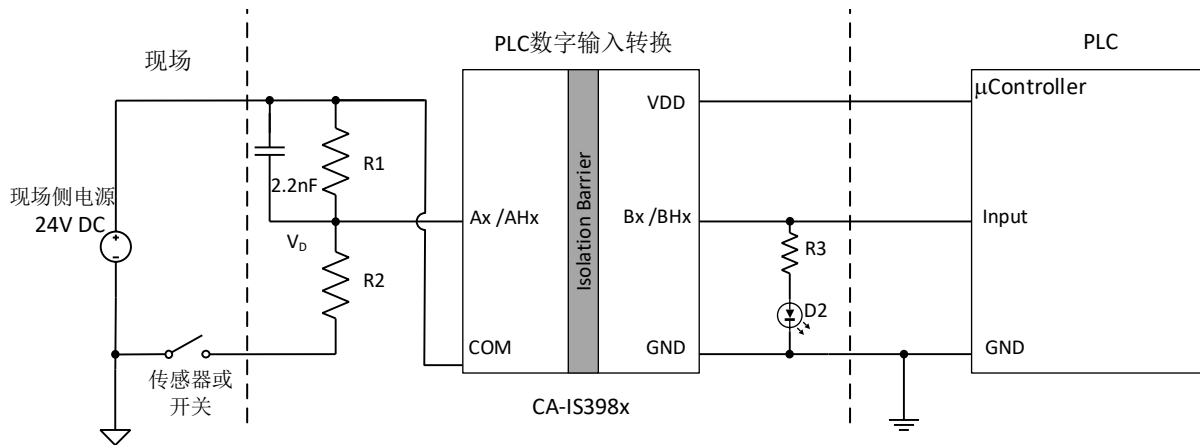 现场
PLC数字输入转换
PLC
VDD
μController
R1
2.2nF
现场侧电源
24V DC
Isolation Barrier
Ax /AHx
Bx /BHx
Input
VD
R3
R2
D2
COM
GND
GND
传感器或
开关
CA-IS398x